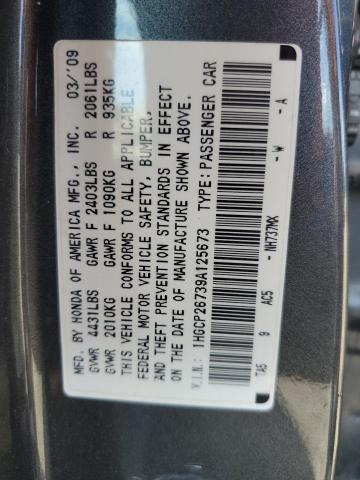 MFD. BY HONDA OF AMERICA MFG., INC. 03/'09
GVWR 4431LBS GAWR F 2403LBS R 2061LBS
GVWR 2010KG GAWR F 1090KG R 935KG
THIS VEHICLE CONFORMS TO ALL APPLICABLE
FEDERAL MOTOR VEHICLE SAFETY, BUMPER,
AND THEFT PREVENTION STANDARDS IN EFFECT
ON THE DATE OF MANUFACTURE SHOWN ABOVE.
V.I.N.: 1HGCP26739A125673 TYPE:PASSENGER CAR
TA5 9 AC5 -NH737MX -W -A